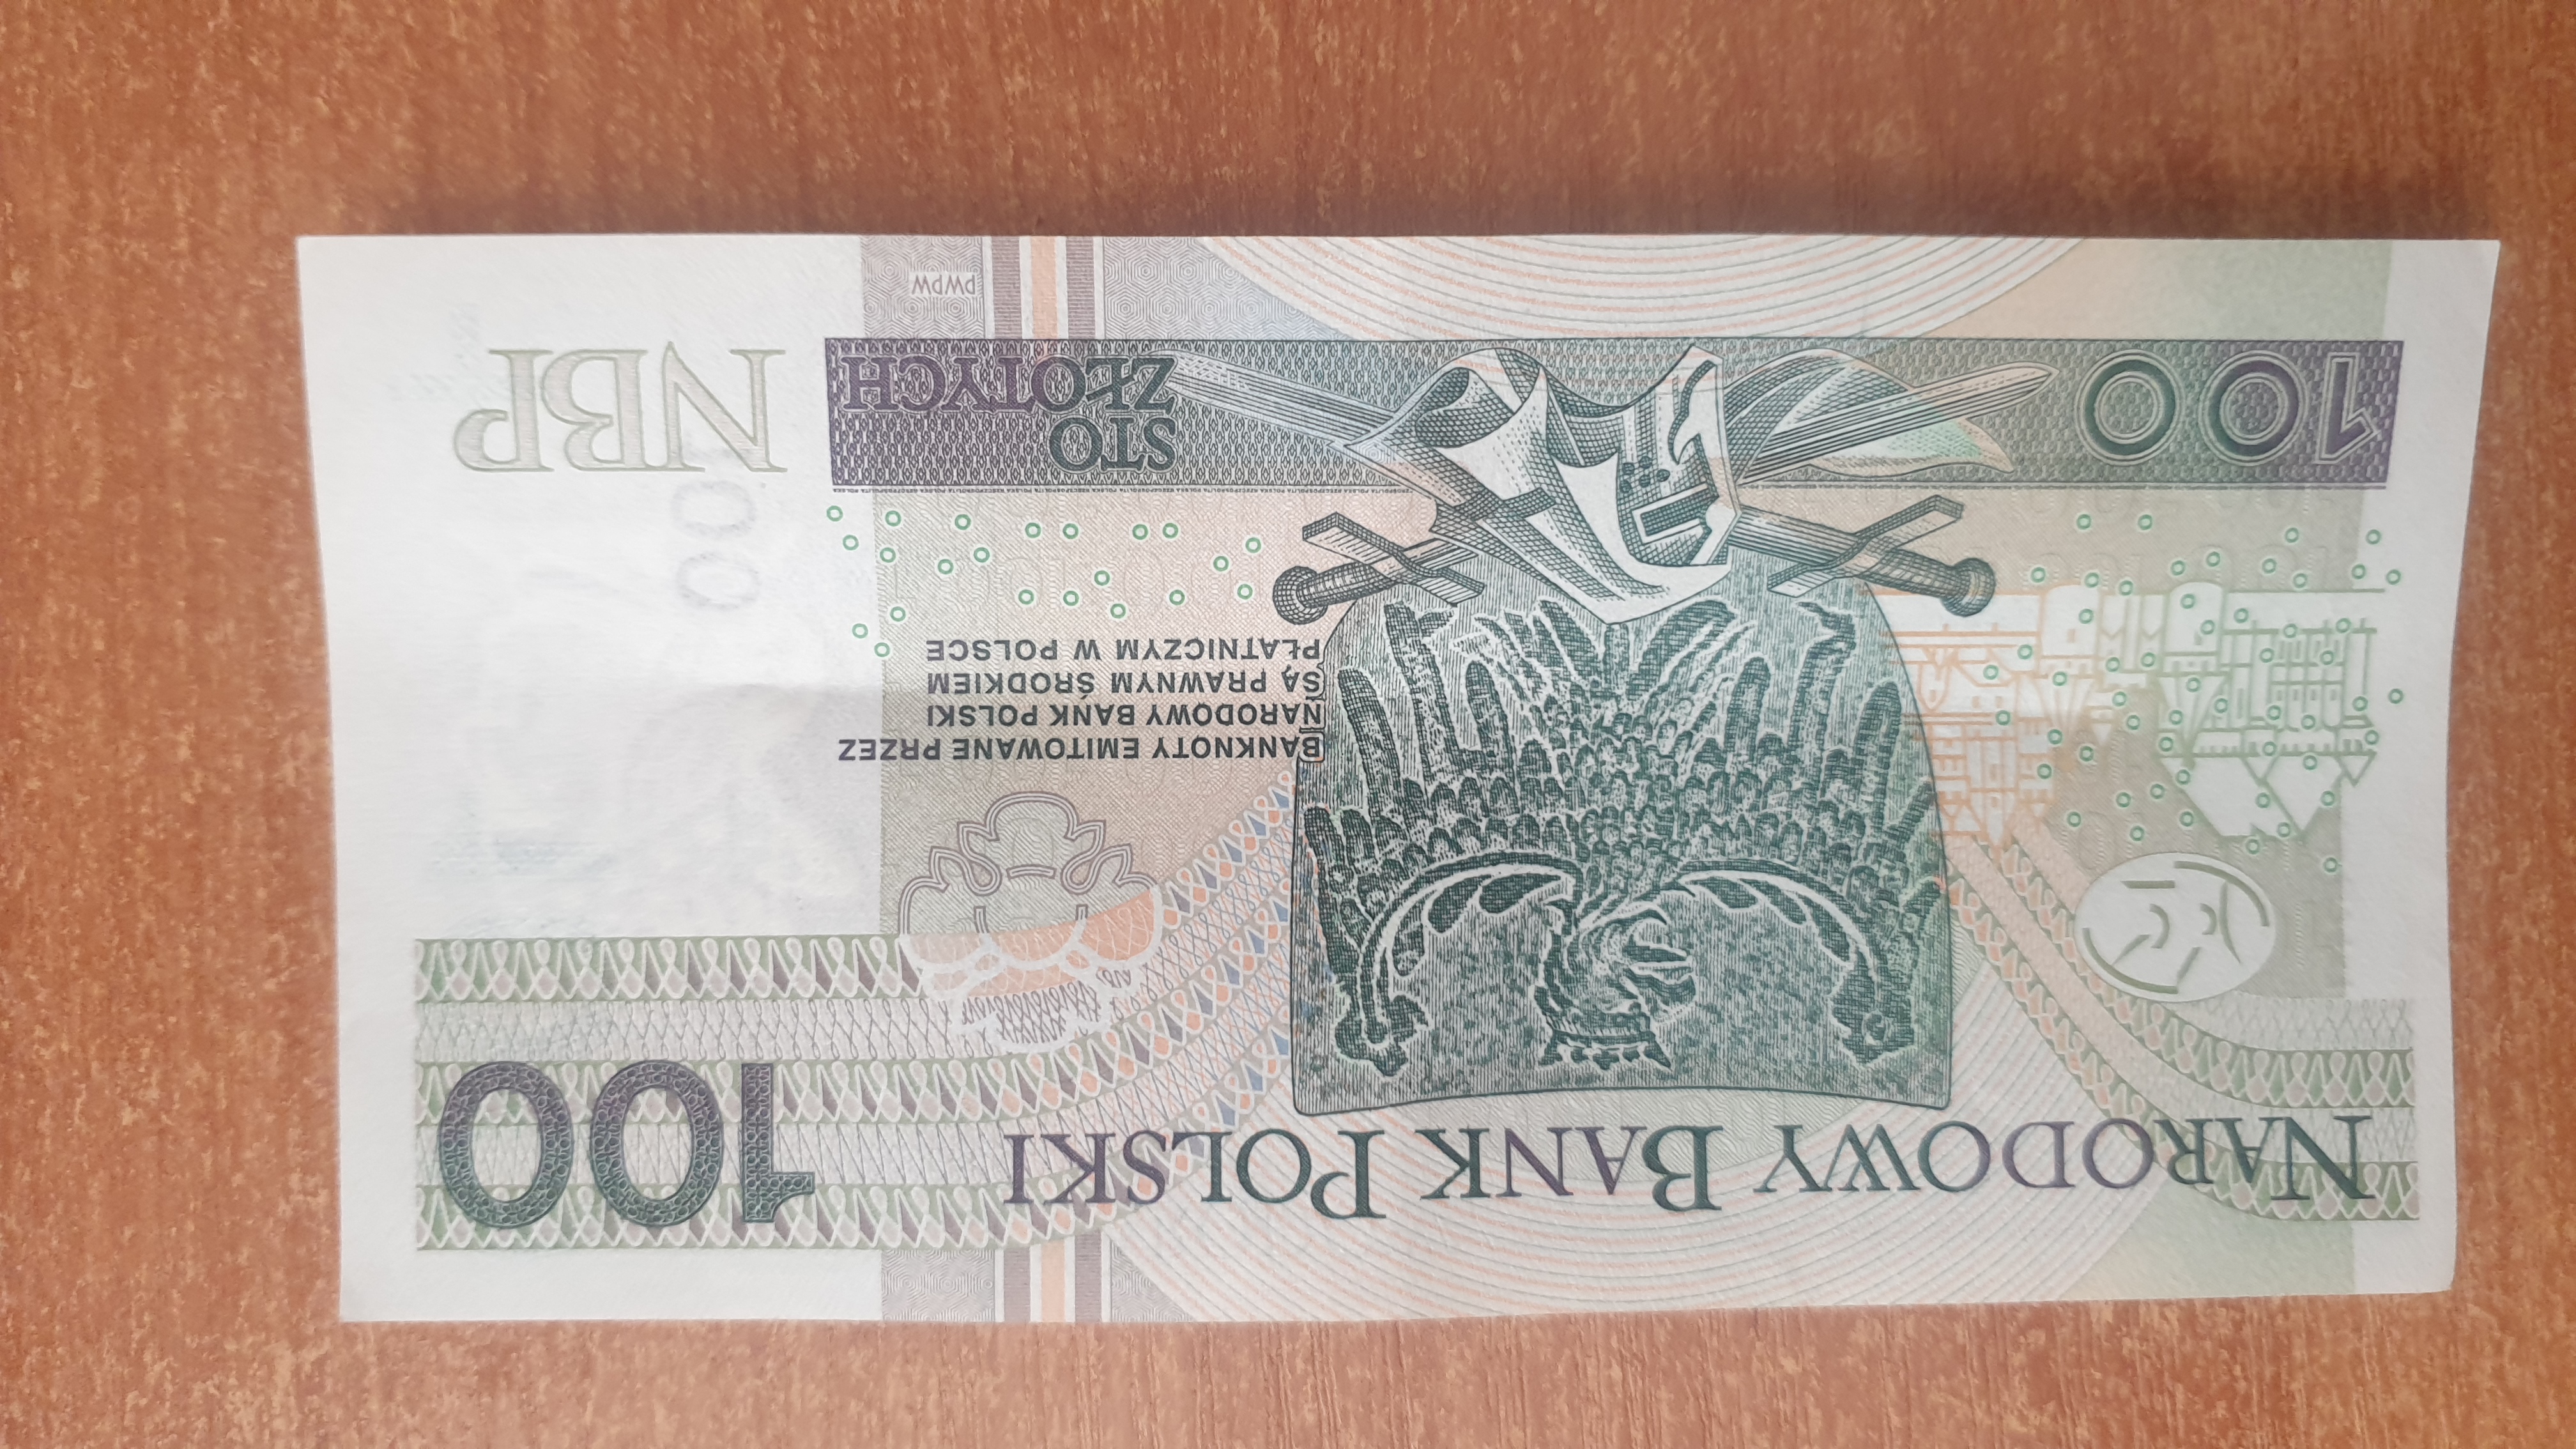 NARODOWY BANK POLSKI
100
BANKNOTY EMITOWANE PRZEZ
NARODOWY BANK POLSKI
SĄ PRAWNYM ŚRODKIEM
PŁATNICZYM W POLSCE
100
STO
ZŁOTYCH
NBP
PWPW